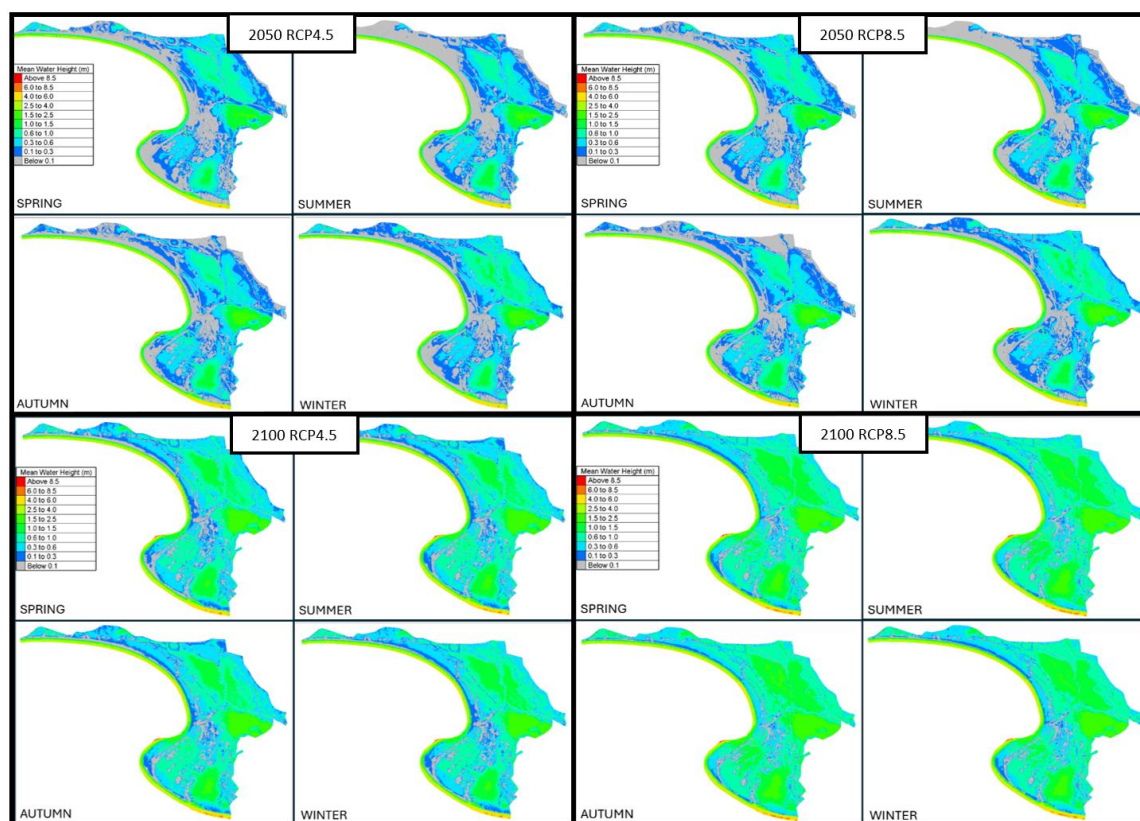 2050 RCP4.5
2050 RCP8.5
Mean Water Height (m)
Above 8.5
6.0 to 8.5
4.0 to 6.0
2.5 to 4.0
1.5 to 2.5
1.0 to 1.5
0.6 to 1.0
0.3 to 0.6
0.1 to 0.3
Below 0.1
Mean Water Height (m)
Above 8.5
6.0 to 8.5
4.0 to 6.0
2.5 to 4.0
1.5 to 2.5
1.0 to 1.5
0.6 to 1.0
0.3 to 0.6
0.1 to 0.3
Below 0.1
SPRING
SUMMER
SPRING
SUMMER
AUTUMN
WINTER
AUTUMN
WINTER
2100 RCP4.5
2100 RCP8.5
Mean Water Height (m)
Above 8.5
6.0 to 8.5
4.0 to 6.0
2.5 to 4.0
1.5 to 2.5
1.0 to 1.5
0.6 to 1.0
0.3 to 0.6
0.1 to 0.3
Below 0.1
Mean Water Height (m)
Above 8.5
6.0 to 8.5
4.0 to 6.0
2.5 to 4.0
1.5 to 2.5
1.0 to 1.5
0.6 to 1.0
0.3 to 0.6
0.1 to 0.3
Below 0.1
SPRING
SUMMER
SPRING
SUMMER
AUTUMN
WINTER
AUTUMN
WINTER